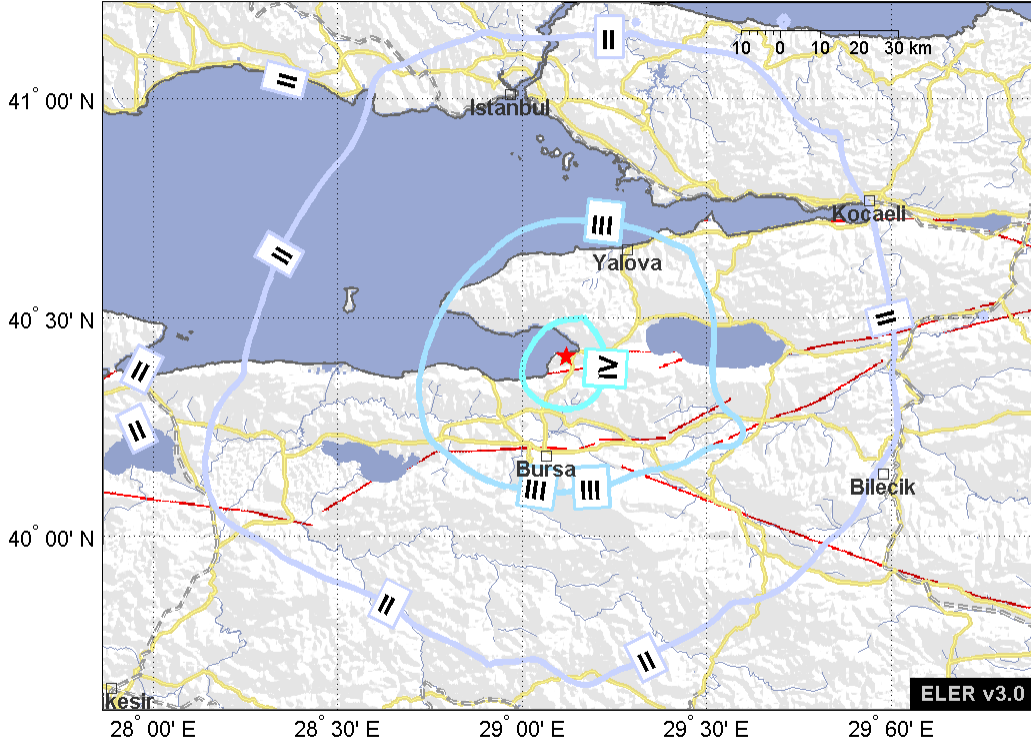 II
10 0 10 20 30 km
II
41° 00' N
Istanbul
Kocaeli
III
II
Yalova
40° 30' N
II
II
IV
II
Bursa
III III
Bilecik
40° 00' N
II
II
kesir
ELER v3.0
28° 00' E 28° 30' E 29° 00' E 29° 30' E 29° 60' E